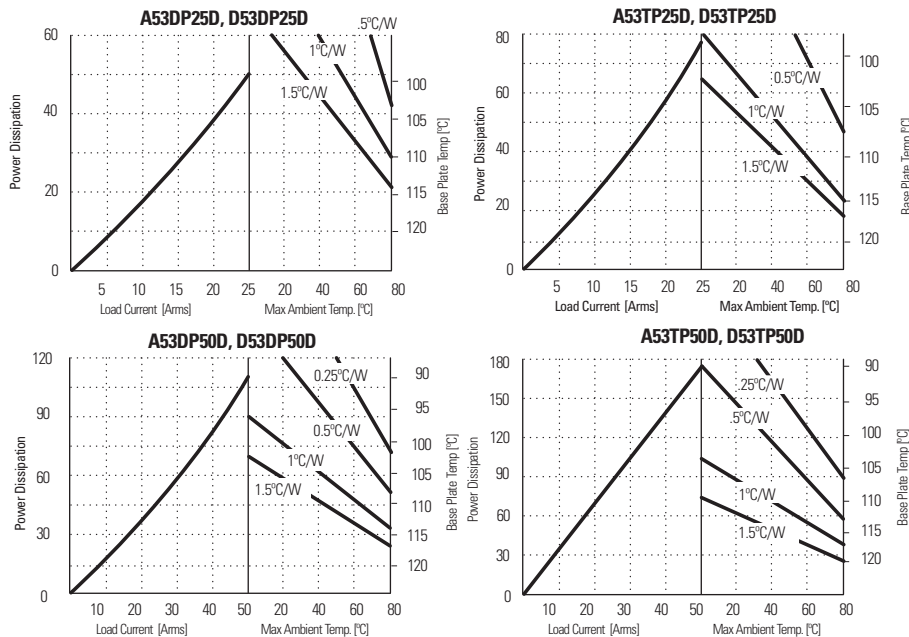 A53DP25D, D53DP25D
60
40
20
0
Power Dissipation
5 10 15 20 25 20 40 60 80
Load Current [Arms] Max Ambient Temp. [ºC]
.5ºC/W
1ºC/W
1.5ºC/W
100
105
110
115
120
Base Plate Temp [ºC]
A53TP25D, D53TP25D
80
60
40
20
0
Power Dissipation
5 10 15 20 25 20 40 60 80
Load Current [Arms] Max Ambient Temp. [ºC]
0.5ºC/W
1ºC/W
1.5ºC/W
100
105
110
115
120
Base Plate Temp [ºC]
A53DP50D, D53DP50D
120
90
60
30
0
Power Dissipation
10 20 30 40 50 20 40 60 80
Load Current [Arms] Max Ambient Temp. [ºC]
0.25ºC/W
0.5ºC/W
1ºC/W
1.5ºC/W
90
95
100
105
110
115
120
Base Plate Temp [ºC]
A53TP50D, D53TP50D
180
150
120
90
60
30
0
Power Dissipation
10 20 30 40 50 20 40 60 80
Load Current [Arms] Max Ambient Temp. [ºC]
.25ºC/W
.5ºC/W
1ºC/W
1.5ºC/W
90
100
105
110
115
120
Base Plate Temp [ºC]